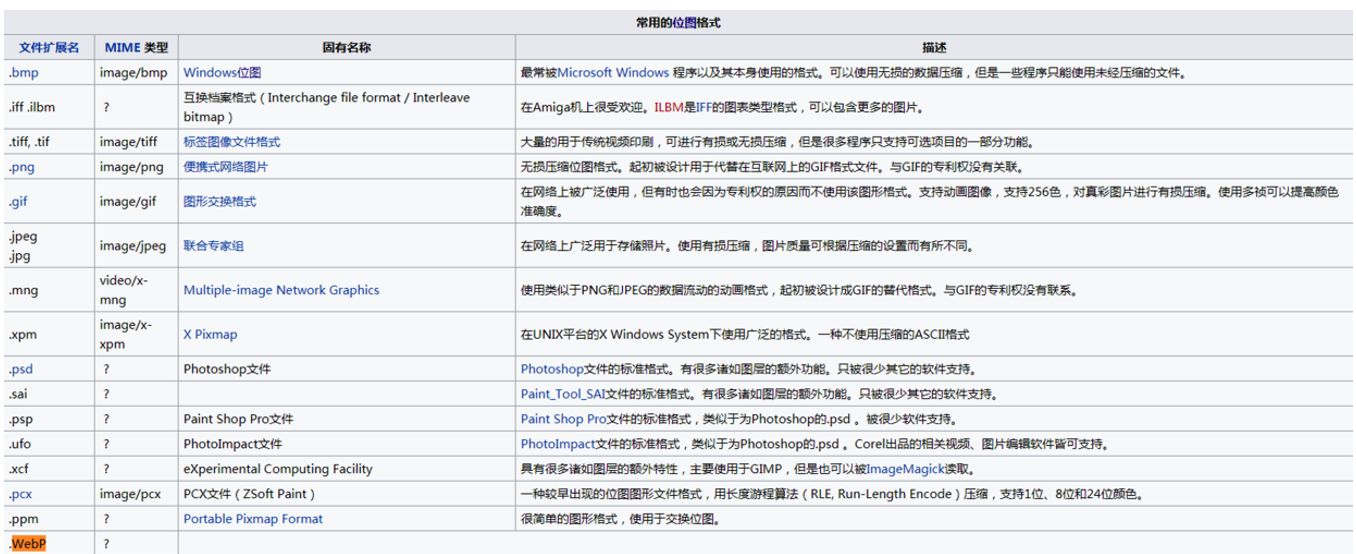 常用的位图格式
文件扩展名 MIME 类型 固有名称 描述
.bmp image/bmp Windows位图 最常被Microsoft Windows 程序以及其本身使用的格式。可以使用无损的数据压缩，但是一些程序只能使用未经压缩的文件。
.iff .ilbm ? 互换档案格式（Interchange file format / Interleave
bitmap） 在Amiga机上很受欢迎。ILBM是IFF的图表类型格式，可以包含更多的图片。
.tiff, .tif image/tiff 标签图像文件格式 大量的用于传统视频印刷，可进行有损或无损压缩，但是很多程序只支持可选项目的一部分功能。
.png image/png 便携式网络图片 无损压缩位图格式。起初被设计用于代替在互联网上的GIF格式文件。与GIF的专利权没有关联。
.gif image/gif 图形交换格式 在网络上被广泛使用，但有时也会因为专利权的原因而不使用该图形格式。支持动画图像，支持256色，对真彩图片进行有损压缩。使用多祯可以提高颜色
准确度。
.jpeg
.jpg image/jpeg 联合专家组 在网络上广泛用于存储照片。使用有损压缩，图片质量可根据压缩的设置而有所不同。
.mng video/x-
mng Multiple-image Network Graphics 使用类似于PNG和JPEG的数据流动的动画格式，起初被设计成GIF的替代格式。与GIF的专利权没有联系。
.xpm image/x-
xpm X Pixmap 在UNIX平台的X Windows System下使用广泛的格式。一种不使用压缩的ASCII格式
.psd ? Photoshop文件 Photoshop文件的标准格式。有很多诸如图层的额外功能。只被很少其它的软件支持。
.sai ? Paint_Tool_SAI文件的标准格式。有很多诸如图层的额外功能。只被很少其它的软件支持。
.psp ? Paint Shop Pro文件 Paint Shop Pro文件的标准格式，类似于为Photoshop的.psd 。被很少软件支持。
.ufo ? PhotoImpact文件 PhotoImpact文件的标准格式，类似于为Photoshop的.psd 。Corel出品的相关视频、图片编辑软件皆可支持。
.xcf ? eXperimental Computing Facility 具有很多诸如图层的额外特性，主要使用于GIMP，但是也可以被ImageMagick读取。
.pcx image/pcx PCX文件（ZSoft Paint） 一种较早出现的位图图形文件格式，用长度游程算法（RLE, Run-Length Encode）压缩，支持1位、8位和24位颜色。
.ppm ? Portable Pixmap Format 很简单的图形格式，使用于交换位图。
.WebP ?